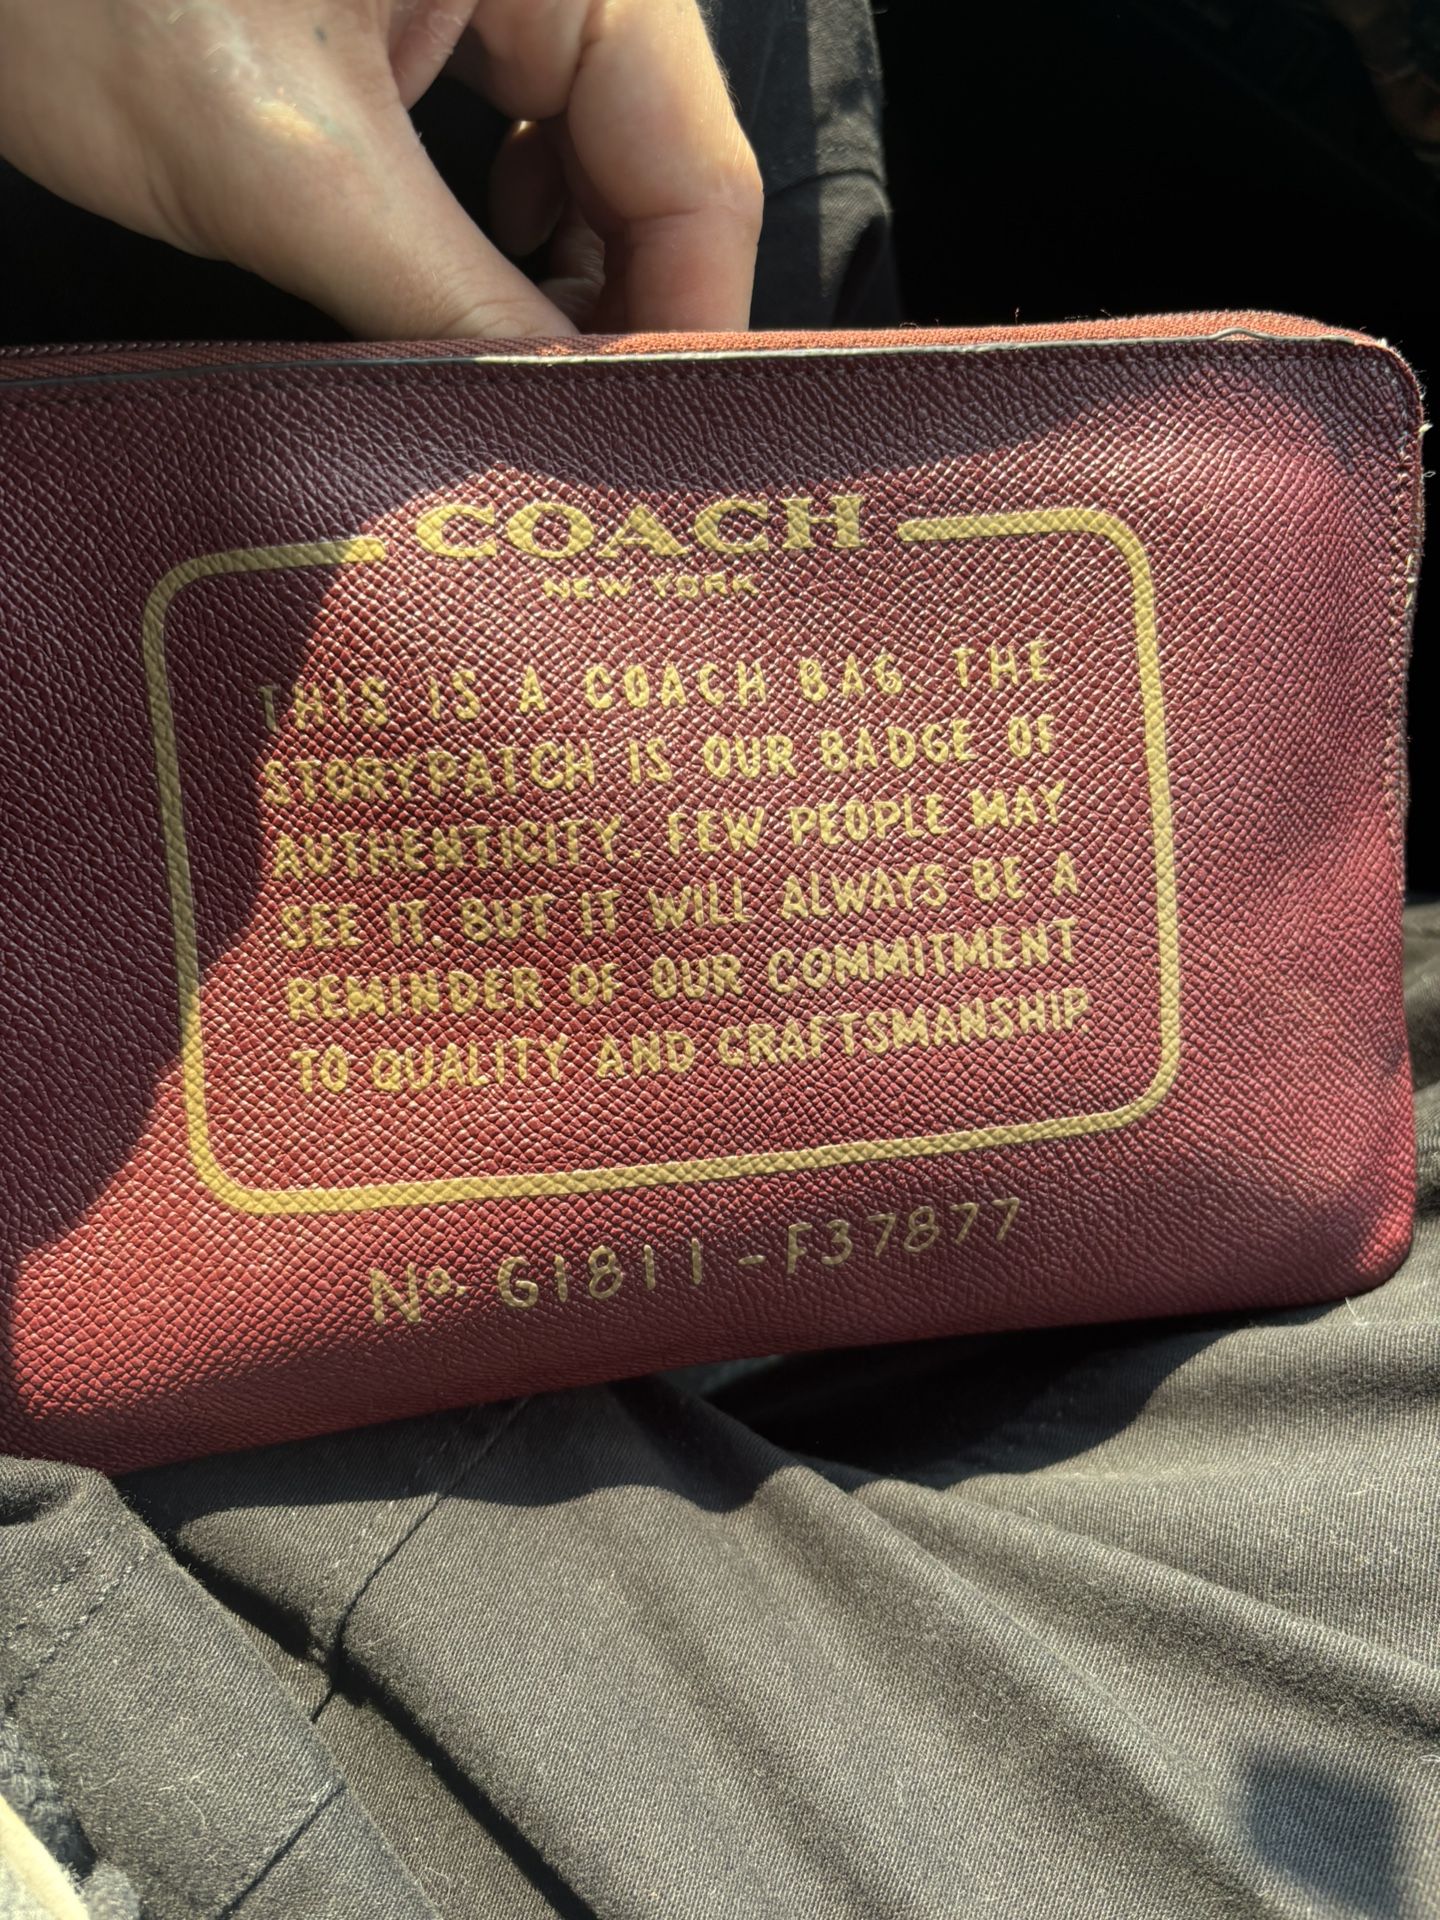 COACH
NEW YORK
THIS IS A COACH BAG. THE
STORYPATCH IS OUR BADGE OF
AUTHENTICITY. FEW PEOPLE MAY
SEE IT. BUT IT WILL ALWAYS BE A
REMINDER OF OUR COMMITMENT
TO QUALITY AND CRAFTSMANSHIP.
No. G1811-F37877